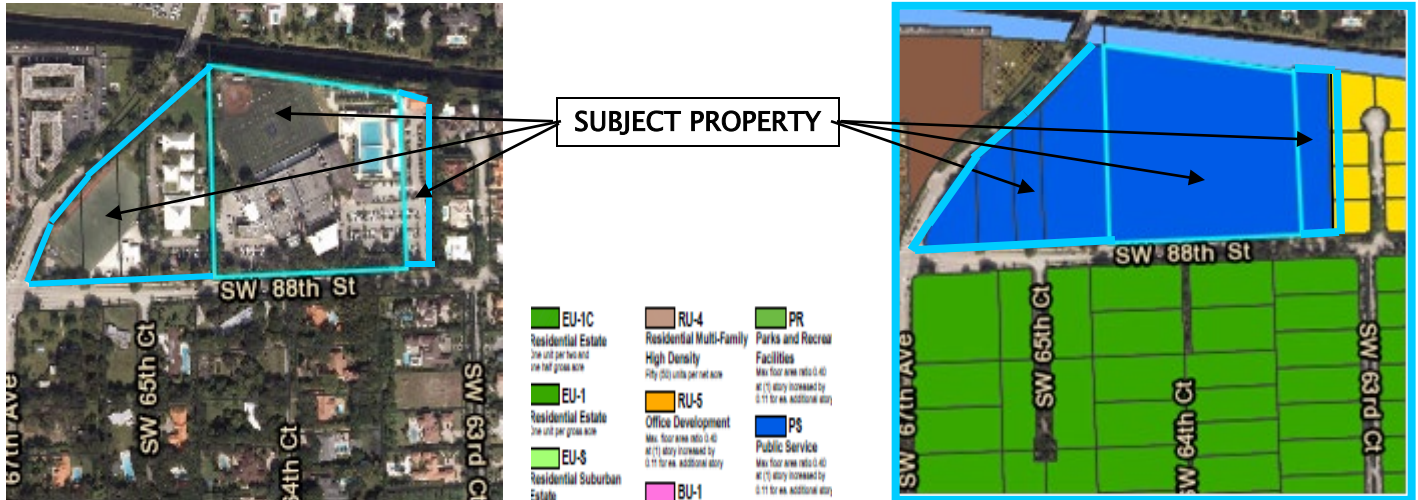 SUBJECT PROPERTY
SW 88th St
67th Ave
SW 65th Ct
64th Ct
SW 63rd Ct
EU-1C
Residential Estate
One unit per two and
one half gross acre
EU-1
Residential Estate
One unit per gross acre
EU-S
Residential Suburban
Estate
RU-4
Residential Multi-Family
High Density
Fifty (50) units per net acre
RU-5
Office Development
Max. floor area ratio 0.40
at (1) story increased by
0.11 for ea. additional story
BU-1
PR
Parks and Recrea
Facilities
Max floor area ratio 0.40
at (1) story increased by
0.11 for ea. additional story
PS
Public Service
Max floor area ratio 0.40
at (1) story increased by
0.11 for ea. additional story
SW 88th St
SW 67th Ave
SW 65th Ct
SW 64th Ct
SW 63rd Ct